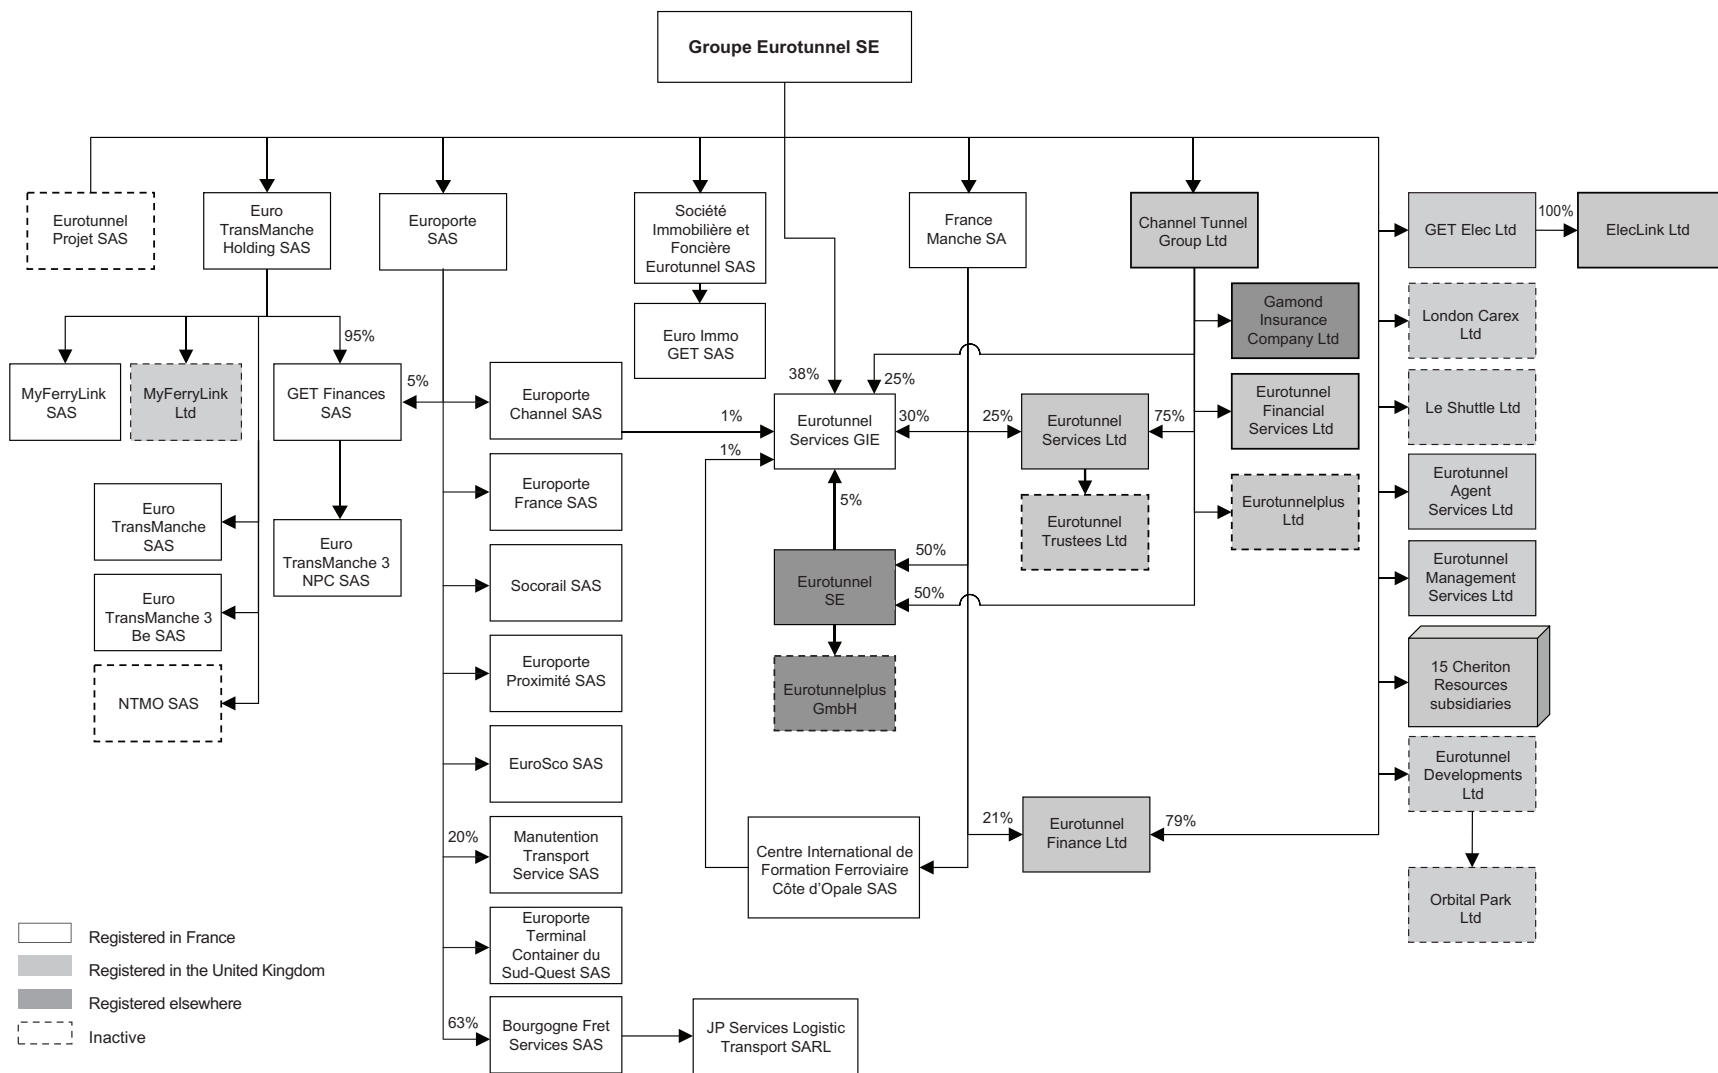 Groupe Eurotunnel SE
Eurotunnel
Projet SAS
Euro
TransManche
Holding SAS
Europorte
SAS
Société
Immobilière et
Foncière
Eurotunnel SAS
France
Manche SA
Channel Tunnel
Group Ltd
GET Elec Ltd
100%
ElecLink Ltd
Euro Immo
GET SAS
Gamond
Insurance
Company Ltd
London Carex
Ltd
95%
MyFerryLink
SAS
MyFerryLink
Ltd
GET Finances
SAS
5%
Europorte
Channel SAS
38%
25%
1%
1%
Eurotunnel
Services GIE
30%
25%
Eurotunnel
Services Ltd
75%
Eurotunnel
Financial
Services Ltd
Le Shuttle Ltd
Euro
TransManche
SAS
Euro
TransManche 3
NPC SAS
Europorte
France SAS
5%
Eurotunnel
Trustees Ltd
Eurotunnelplus
Ltd
Eurotunnel
Agent
Services Ltd
Euro
TransManche 3
Be SAS
Socorail SAS
Eurotunnel
SE
50%
50%
Eurotunnel
Management
Services Ltd
NTMO SAS
Europorte
Proximité SAS
Eurotunnelplus
GmbH
15 Cheriton
Resources
subsidiaries
EuroSco SAS
Eurotunnel
Developments
Ltd
20%
Manutention
Transport
Service SAS
Centre International de
Formation Ferroviaire
Côte d'Opale SAS
21%
Eurotunnel
Finance Ltd
79%
Orbital Park
Ltd
Europorte
Terminal
Container du
Sud-Quest SAS
63%
Bourgogne Fret
Services SAS
JP Services Logistic
Transport SARL
Registered in France
Registered in the United Kingdom
Registered elsewhere
Inactive